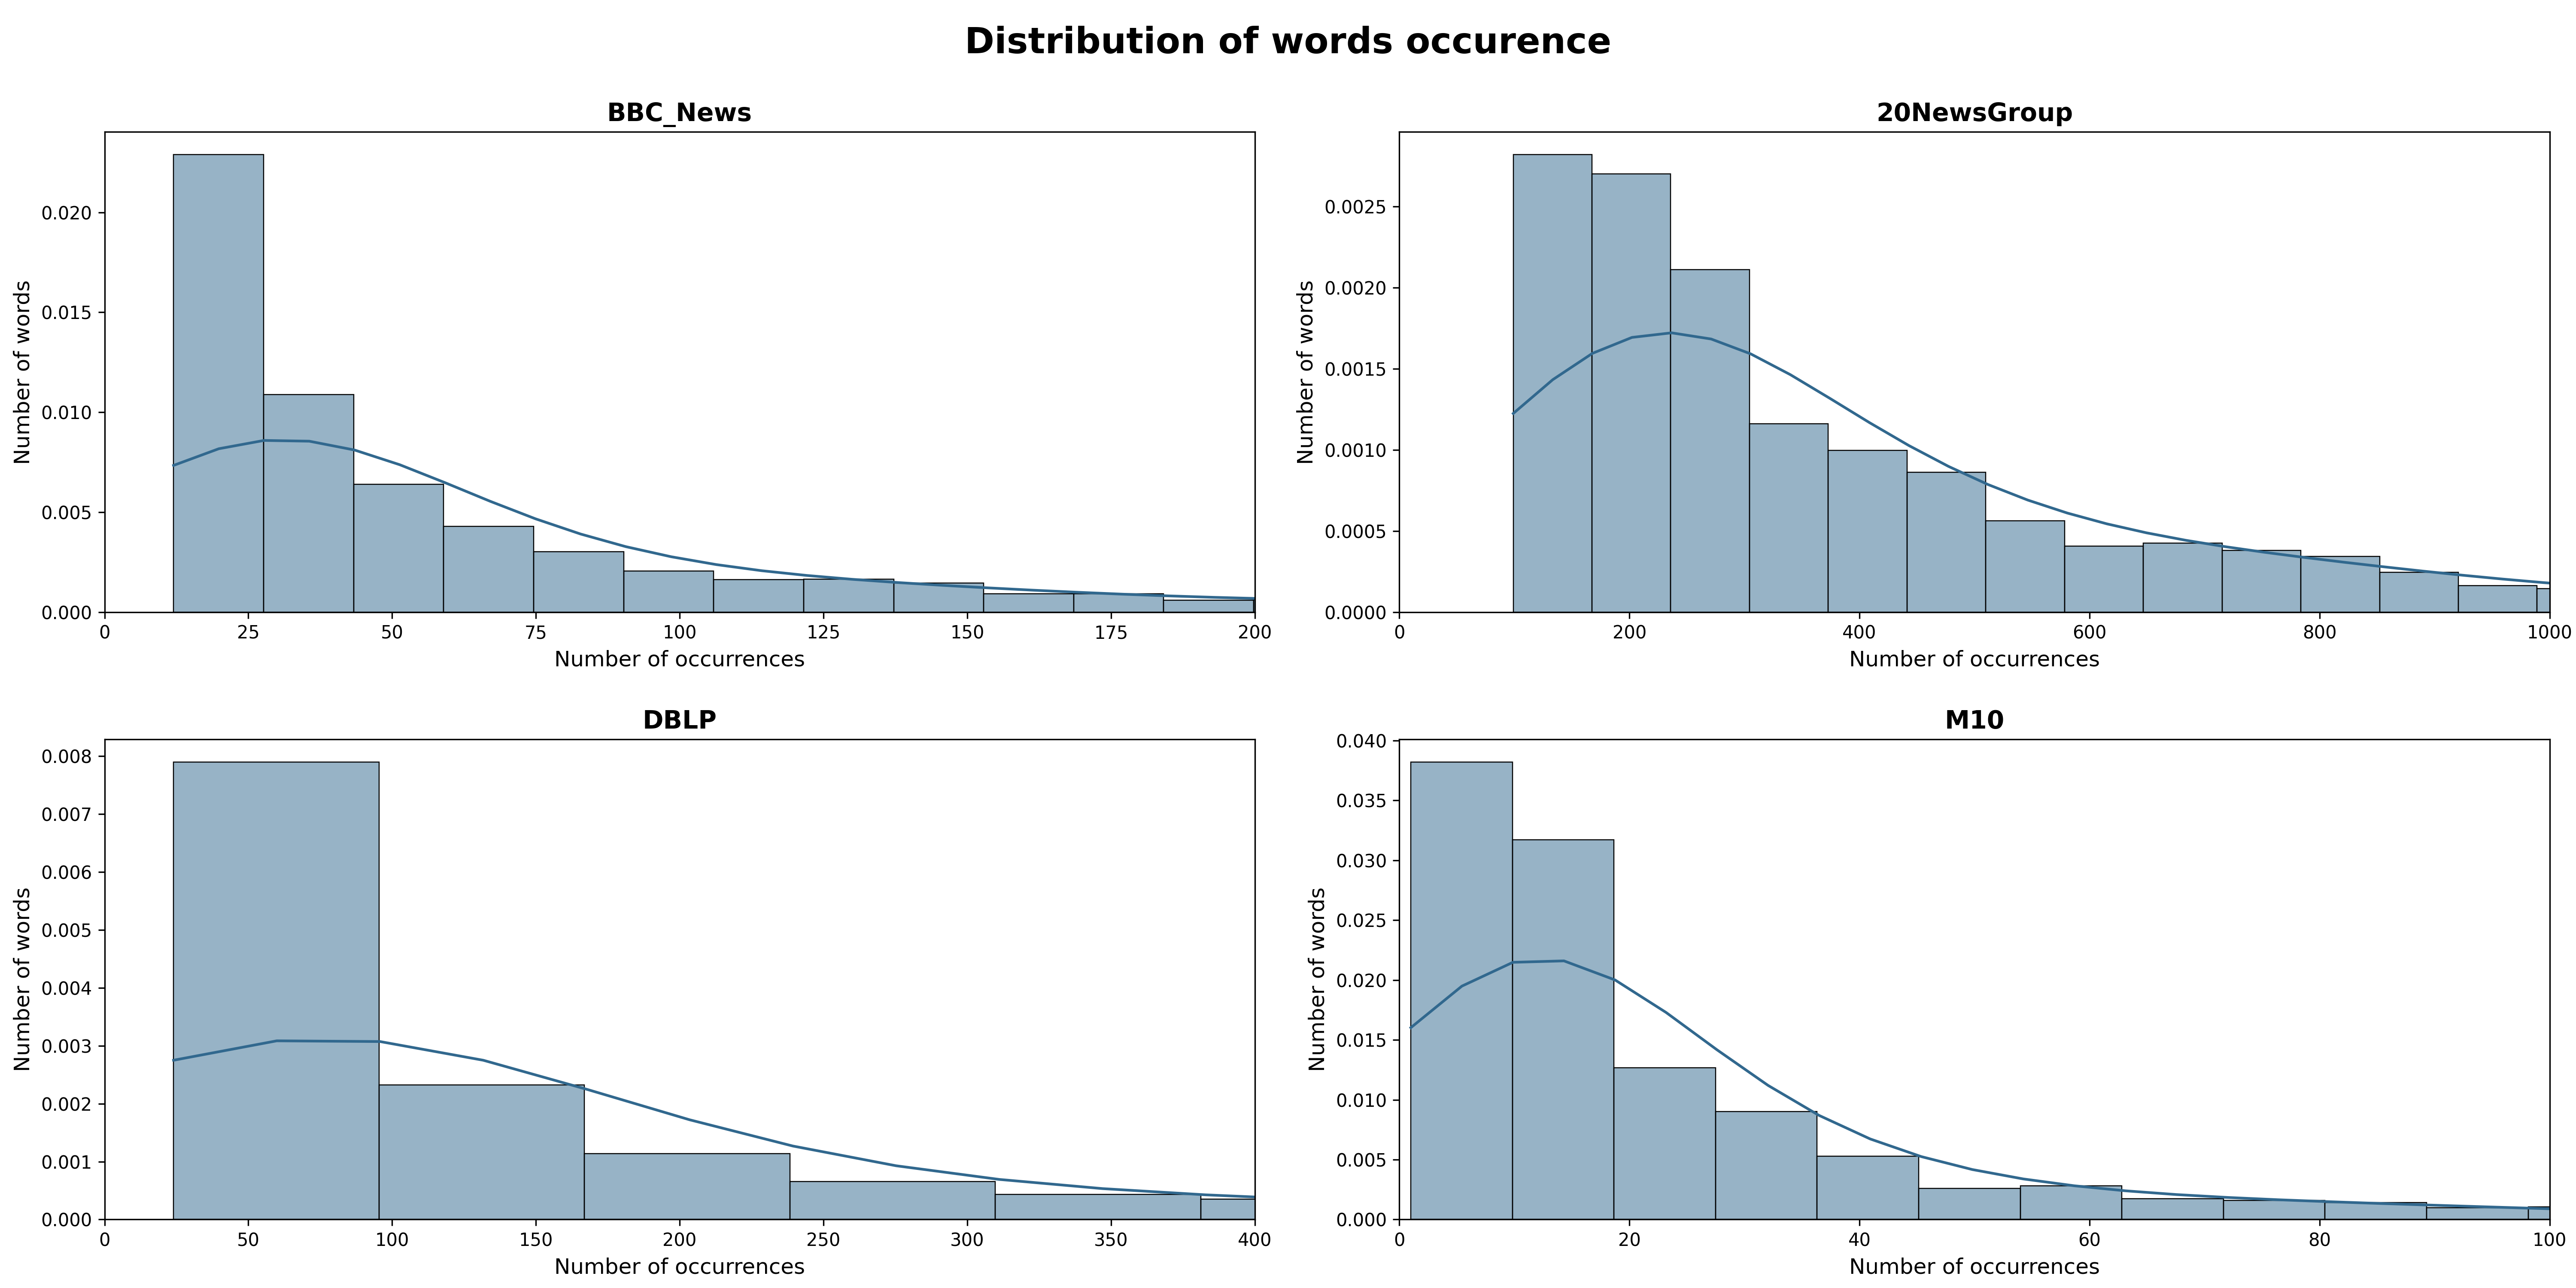 Distribution of words occurence
BBC_News
Number of words
0.020
0.015
0.010
0.005
0.000
0 25 50 75 100 125 150 175 200
Number of occurrences
20NewsGroup
Number of words
0.0025
0.0020
0.0015
0.0010
0.0005
0.0000
0 200 400 600 800 1000
Number of occurrences
DBLP
Number of words
0.008
0.007
0.006
0.005
0.004
0.003
0.002
0.001
0.000
0 50 100 150 200 250 300 350 400
Number of occurrences
M10
Number of words
0.040
0.035
0.030
0.025
0.020
0.015
0.010
0.005
0.000
0 20 40 60 80 100
Number of occurrences